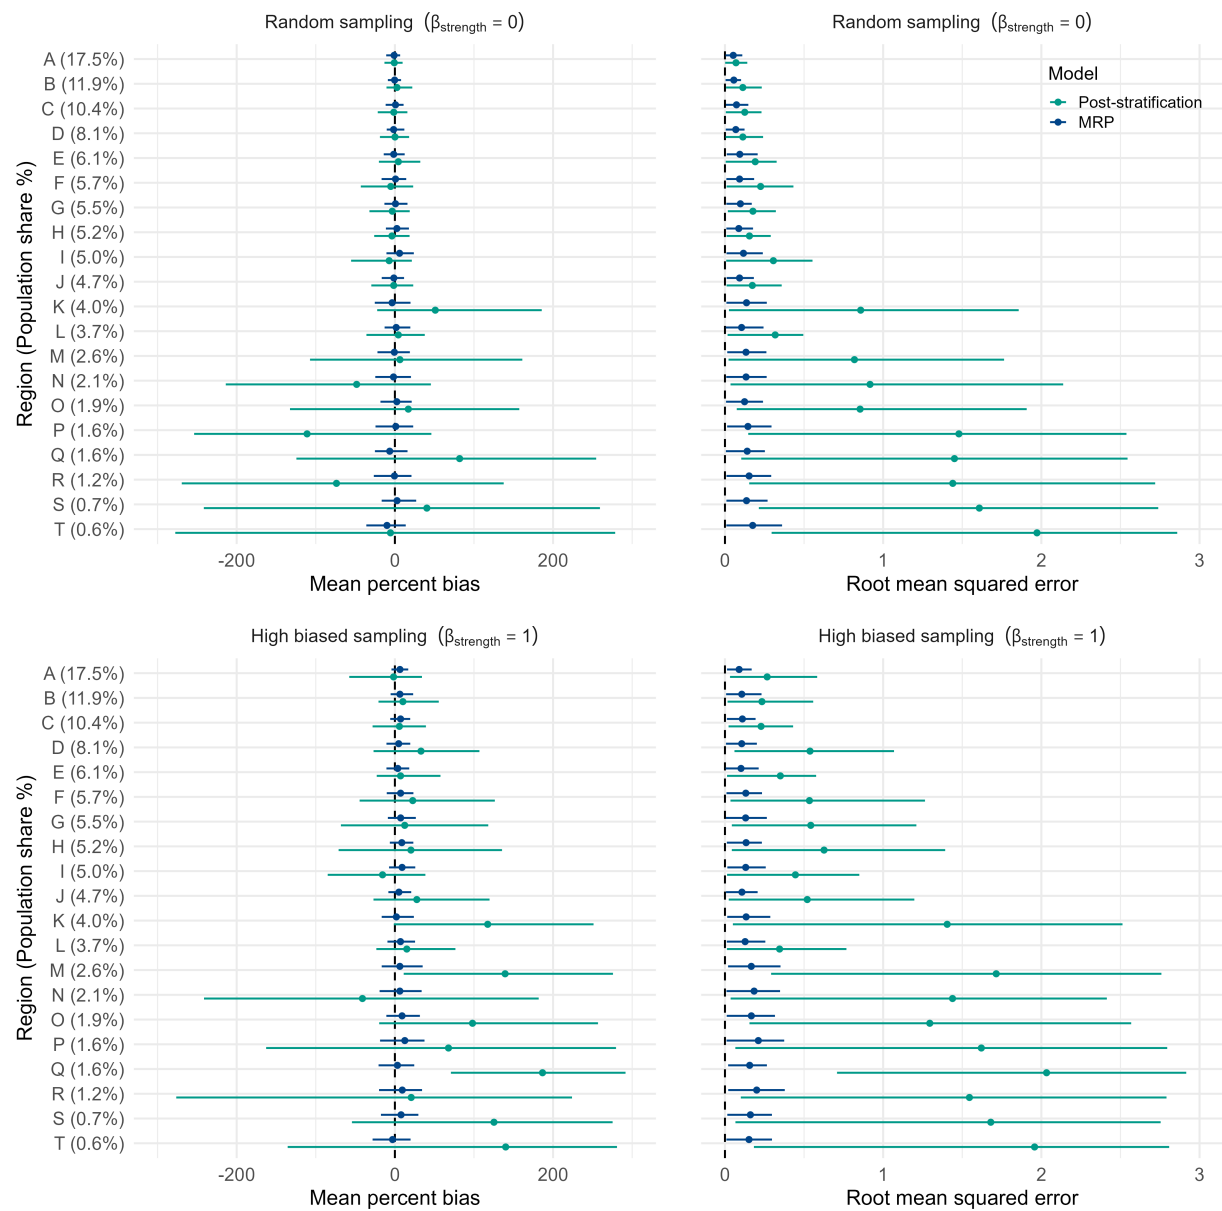 Random sampling (βstrength = 0)
Random sampling (βstrength = 0)
Region (Population share %)
A (17.5%)
B (11.9%)
C (10.4%)
D (8.1%)
E (6.1%)
F (5.7%)
G (5.5%)
H (5.2%)
I (5.0%)
J (4.7%)
K (4.0%)
L (3.7%)
M (2.6%)
N (2.1%)
O (1.9%)
P (1.6%)
Q (1.6%)
R (1.2%)
S (0.7%)
T (0.6%)
-200 0 200
Mean percent bias
Model
Post-stratification
MRP
0 1 2 3
Root mean squared error
High biased sampling (βstrength = 1)
High biased sampling (βstrength = 1)
Region (Population share %)
A (17.5%)
B (11.9%)
C (10.4%)
D (8.1%)
E (6.1%)
F (5.7%)
G (5.5%)
H (5.2%)
I (5.0%)
J (4.7%)
K (4.0%)
L (3.7%)
M (2.6%)
N (2.1%)
O (1.9%)
P (1.6%)
Q (1.6%)
R (1.2%)
S (0.7%)
T (0.6%)
-200 0 200
Mean percent bias
0 1 2 3
Root mean squared error